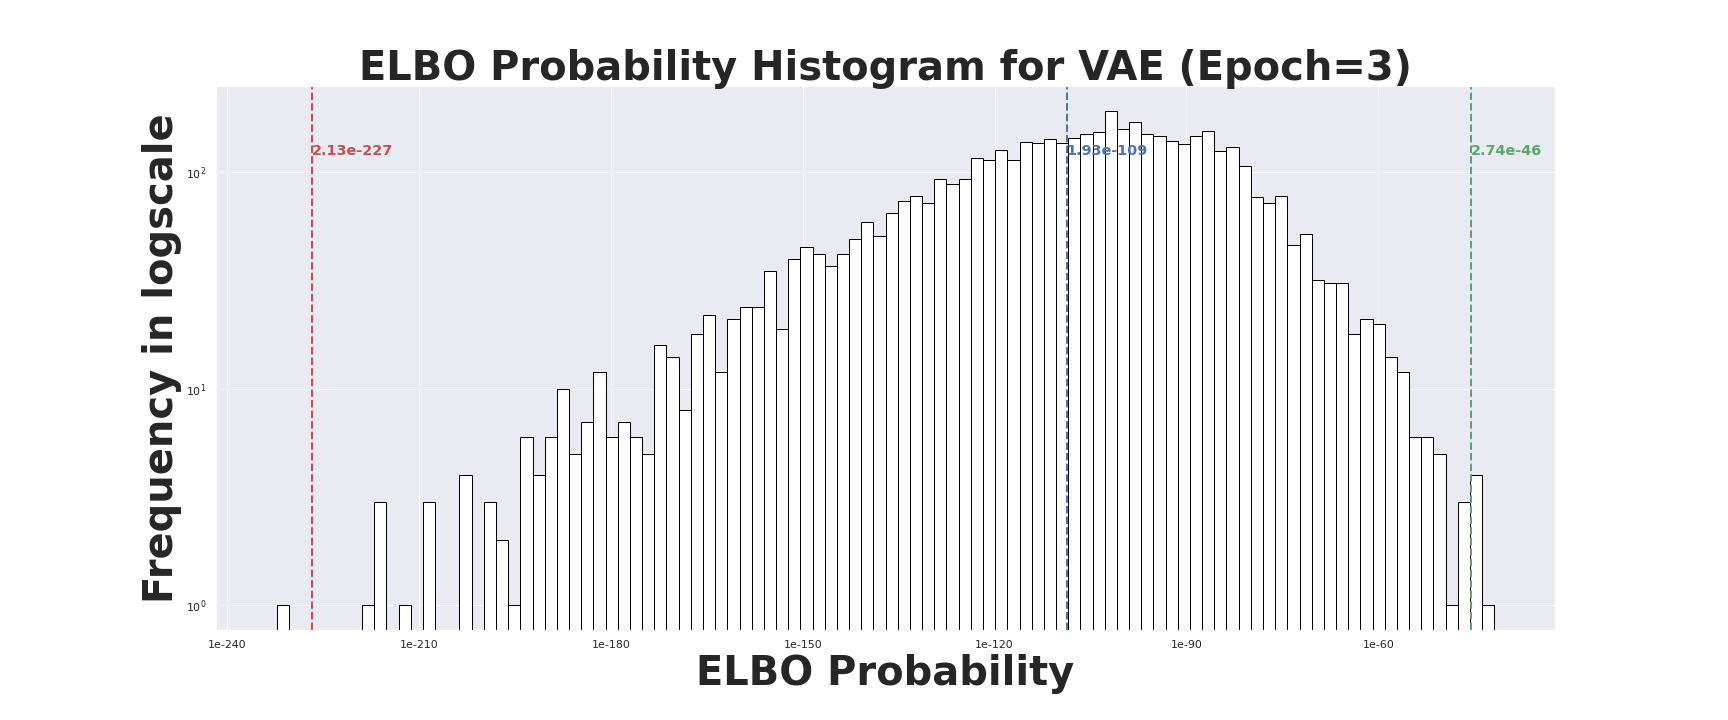 ELBO Probability Histogram for VAE (Epoch=3)
Frequency in logscale
10²
10¹
10⁰
2.13e-227
1.93e-109
2.74e-46
1e-240
1e-210
1e-180
1e-150
1e-120
1e-90
1e-60
ELBO Probability